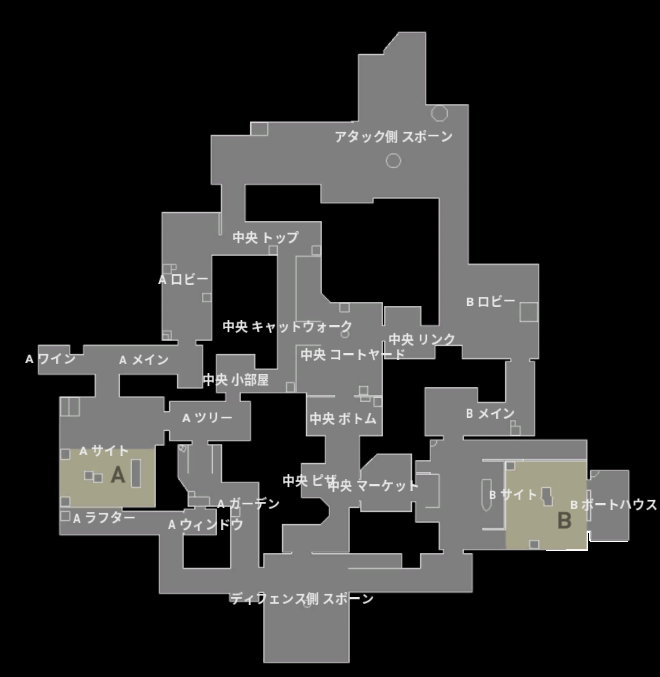 アタック側 スポーン
中央 トップ
A ロビー
B ロビー
中央 キャットウォーク
中央 リンク
中央 コートヤード
A ワイン
A メイン
中央 小部屋
A ツリー
中央 ボトム
B メイン
A サイト
A
中央 ピザ
中央 マーケット
B サイト
B ボートハウス
A ガーデン
A ラフター
A ウィンドウ
B
ディフェンス側 スポーン